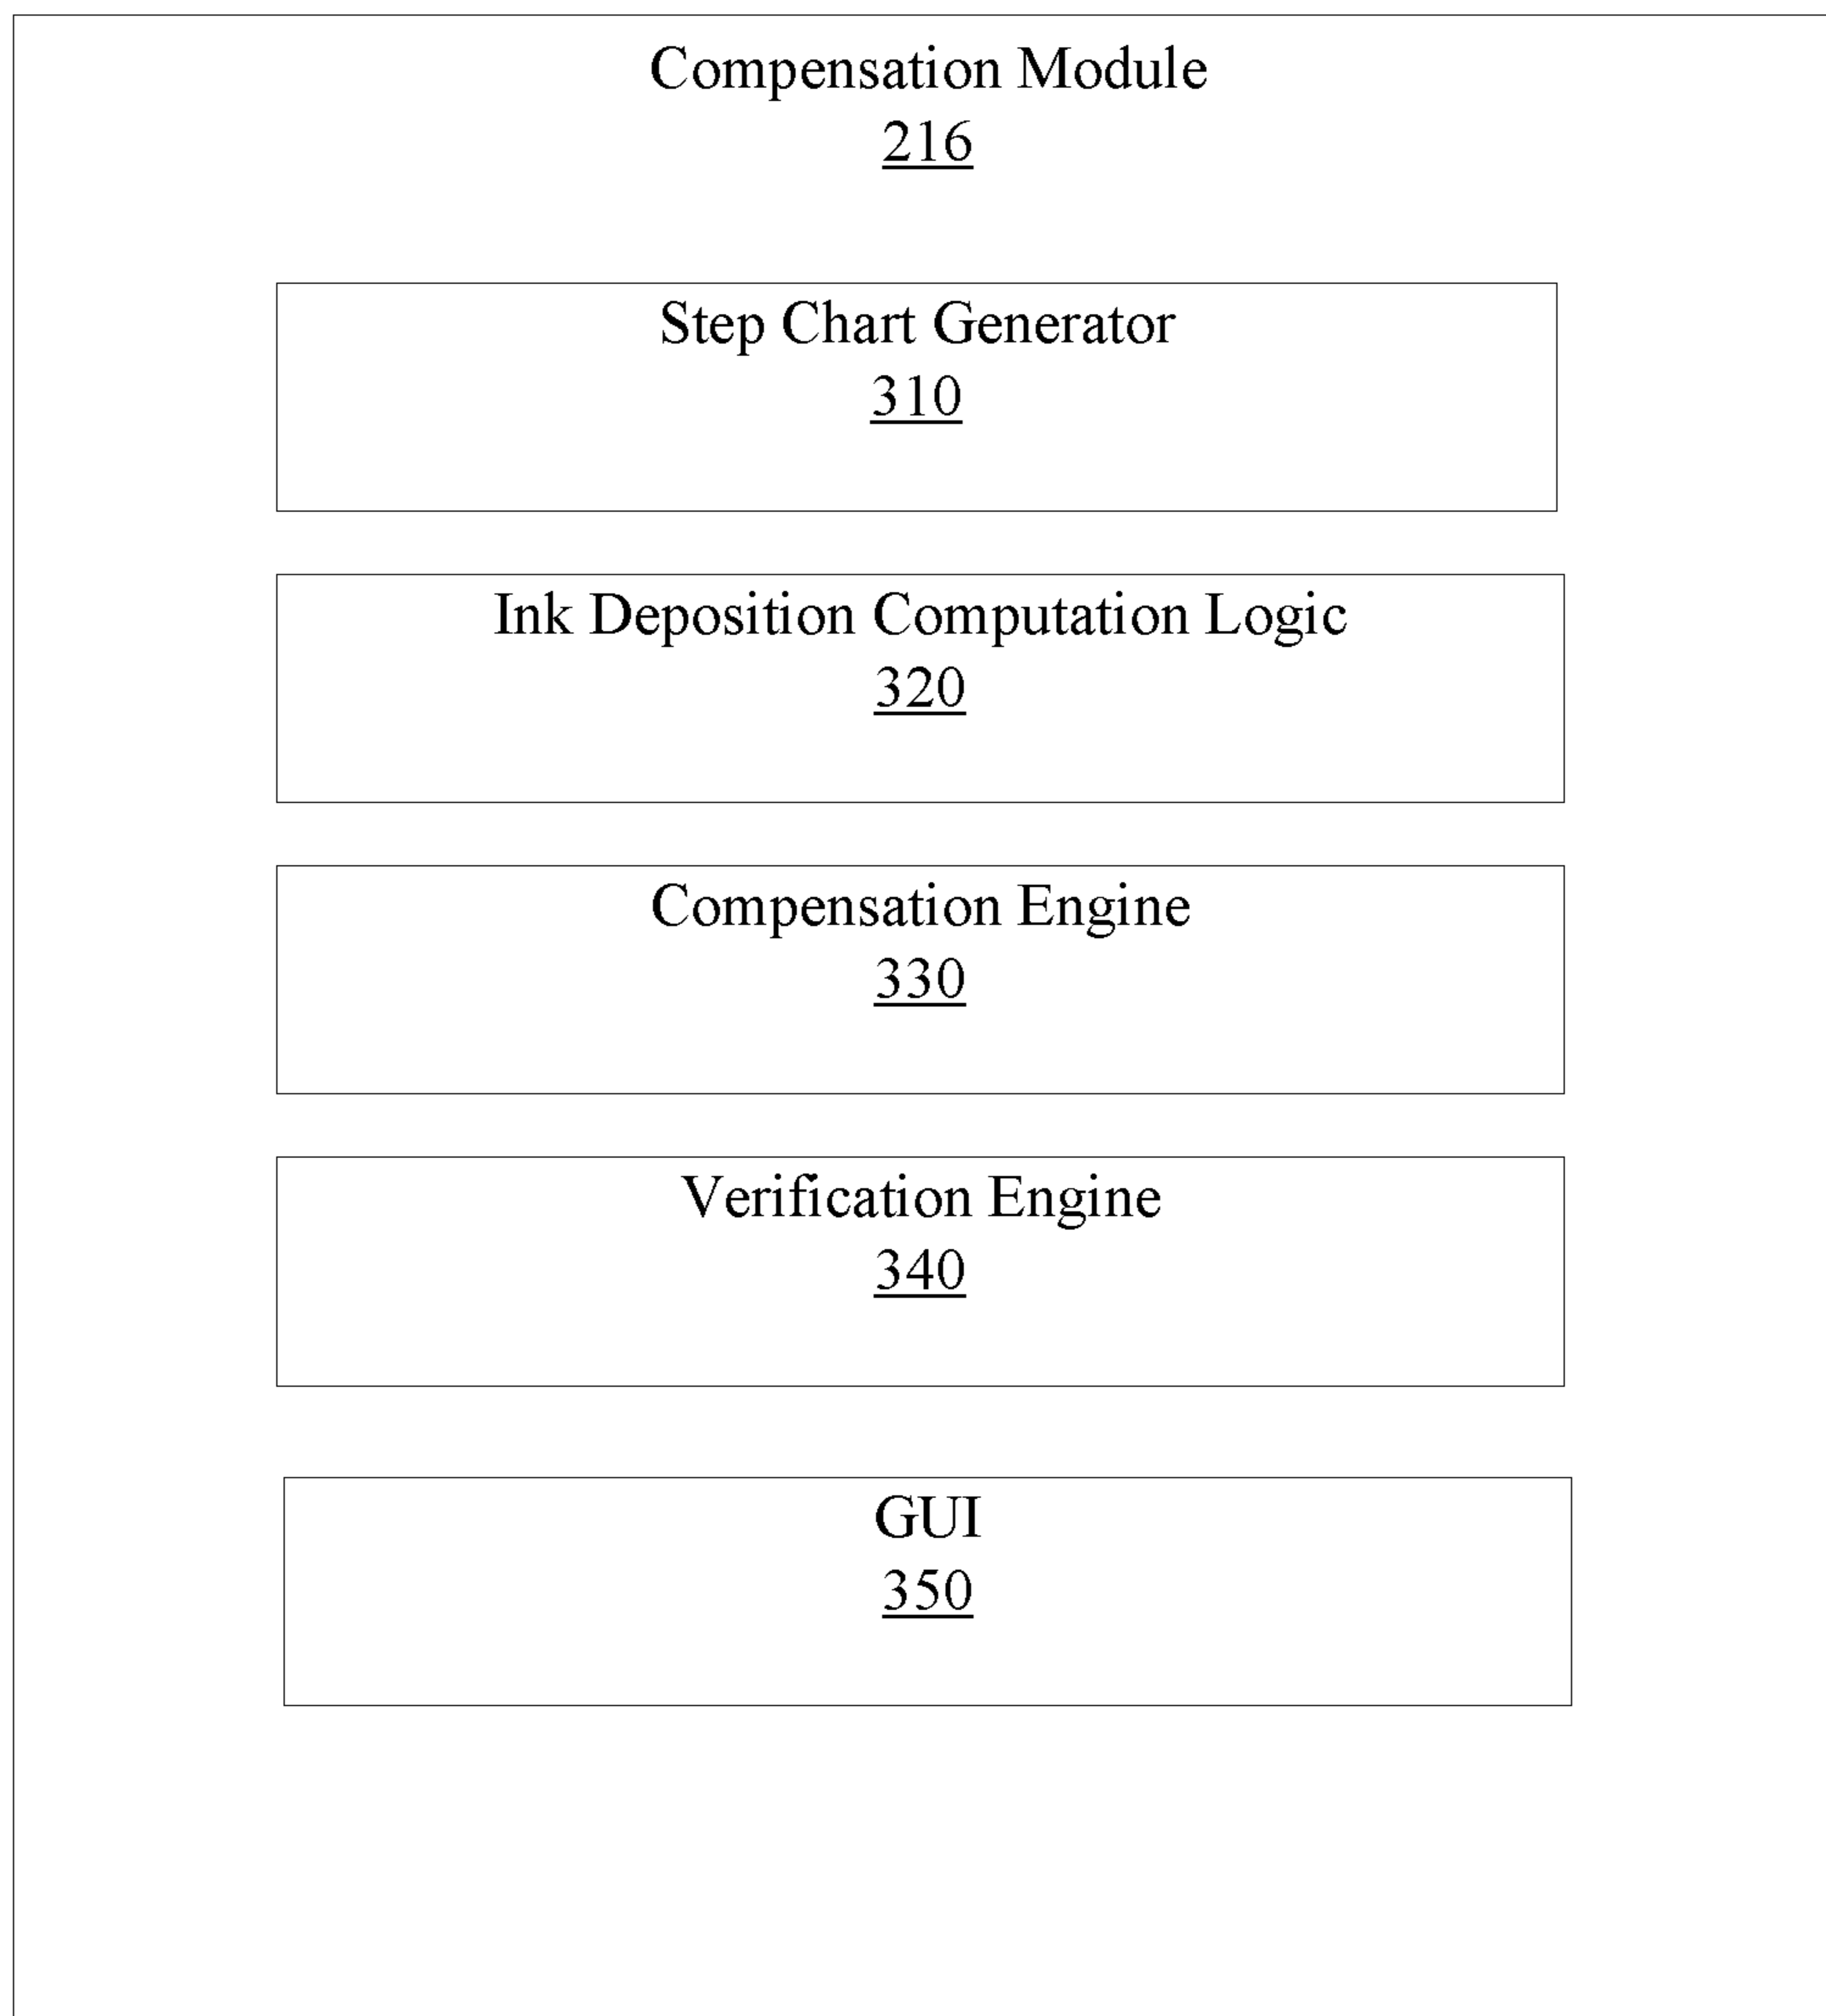 Compensation Module
216
Step Chart Generator
310
Ink Deposition Computation Logic
320
Compensation Engine
330
Verification Engine
340
GUI
350